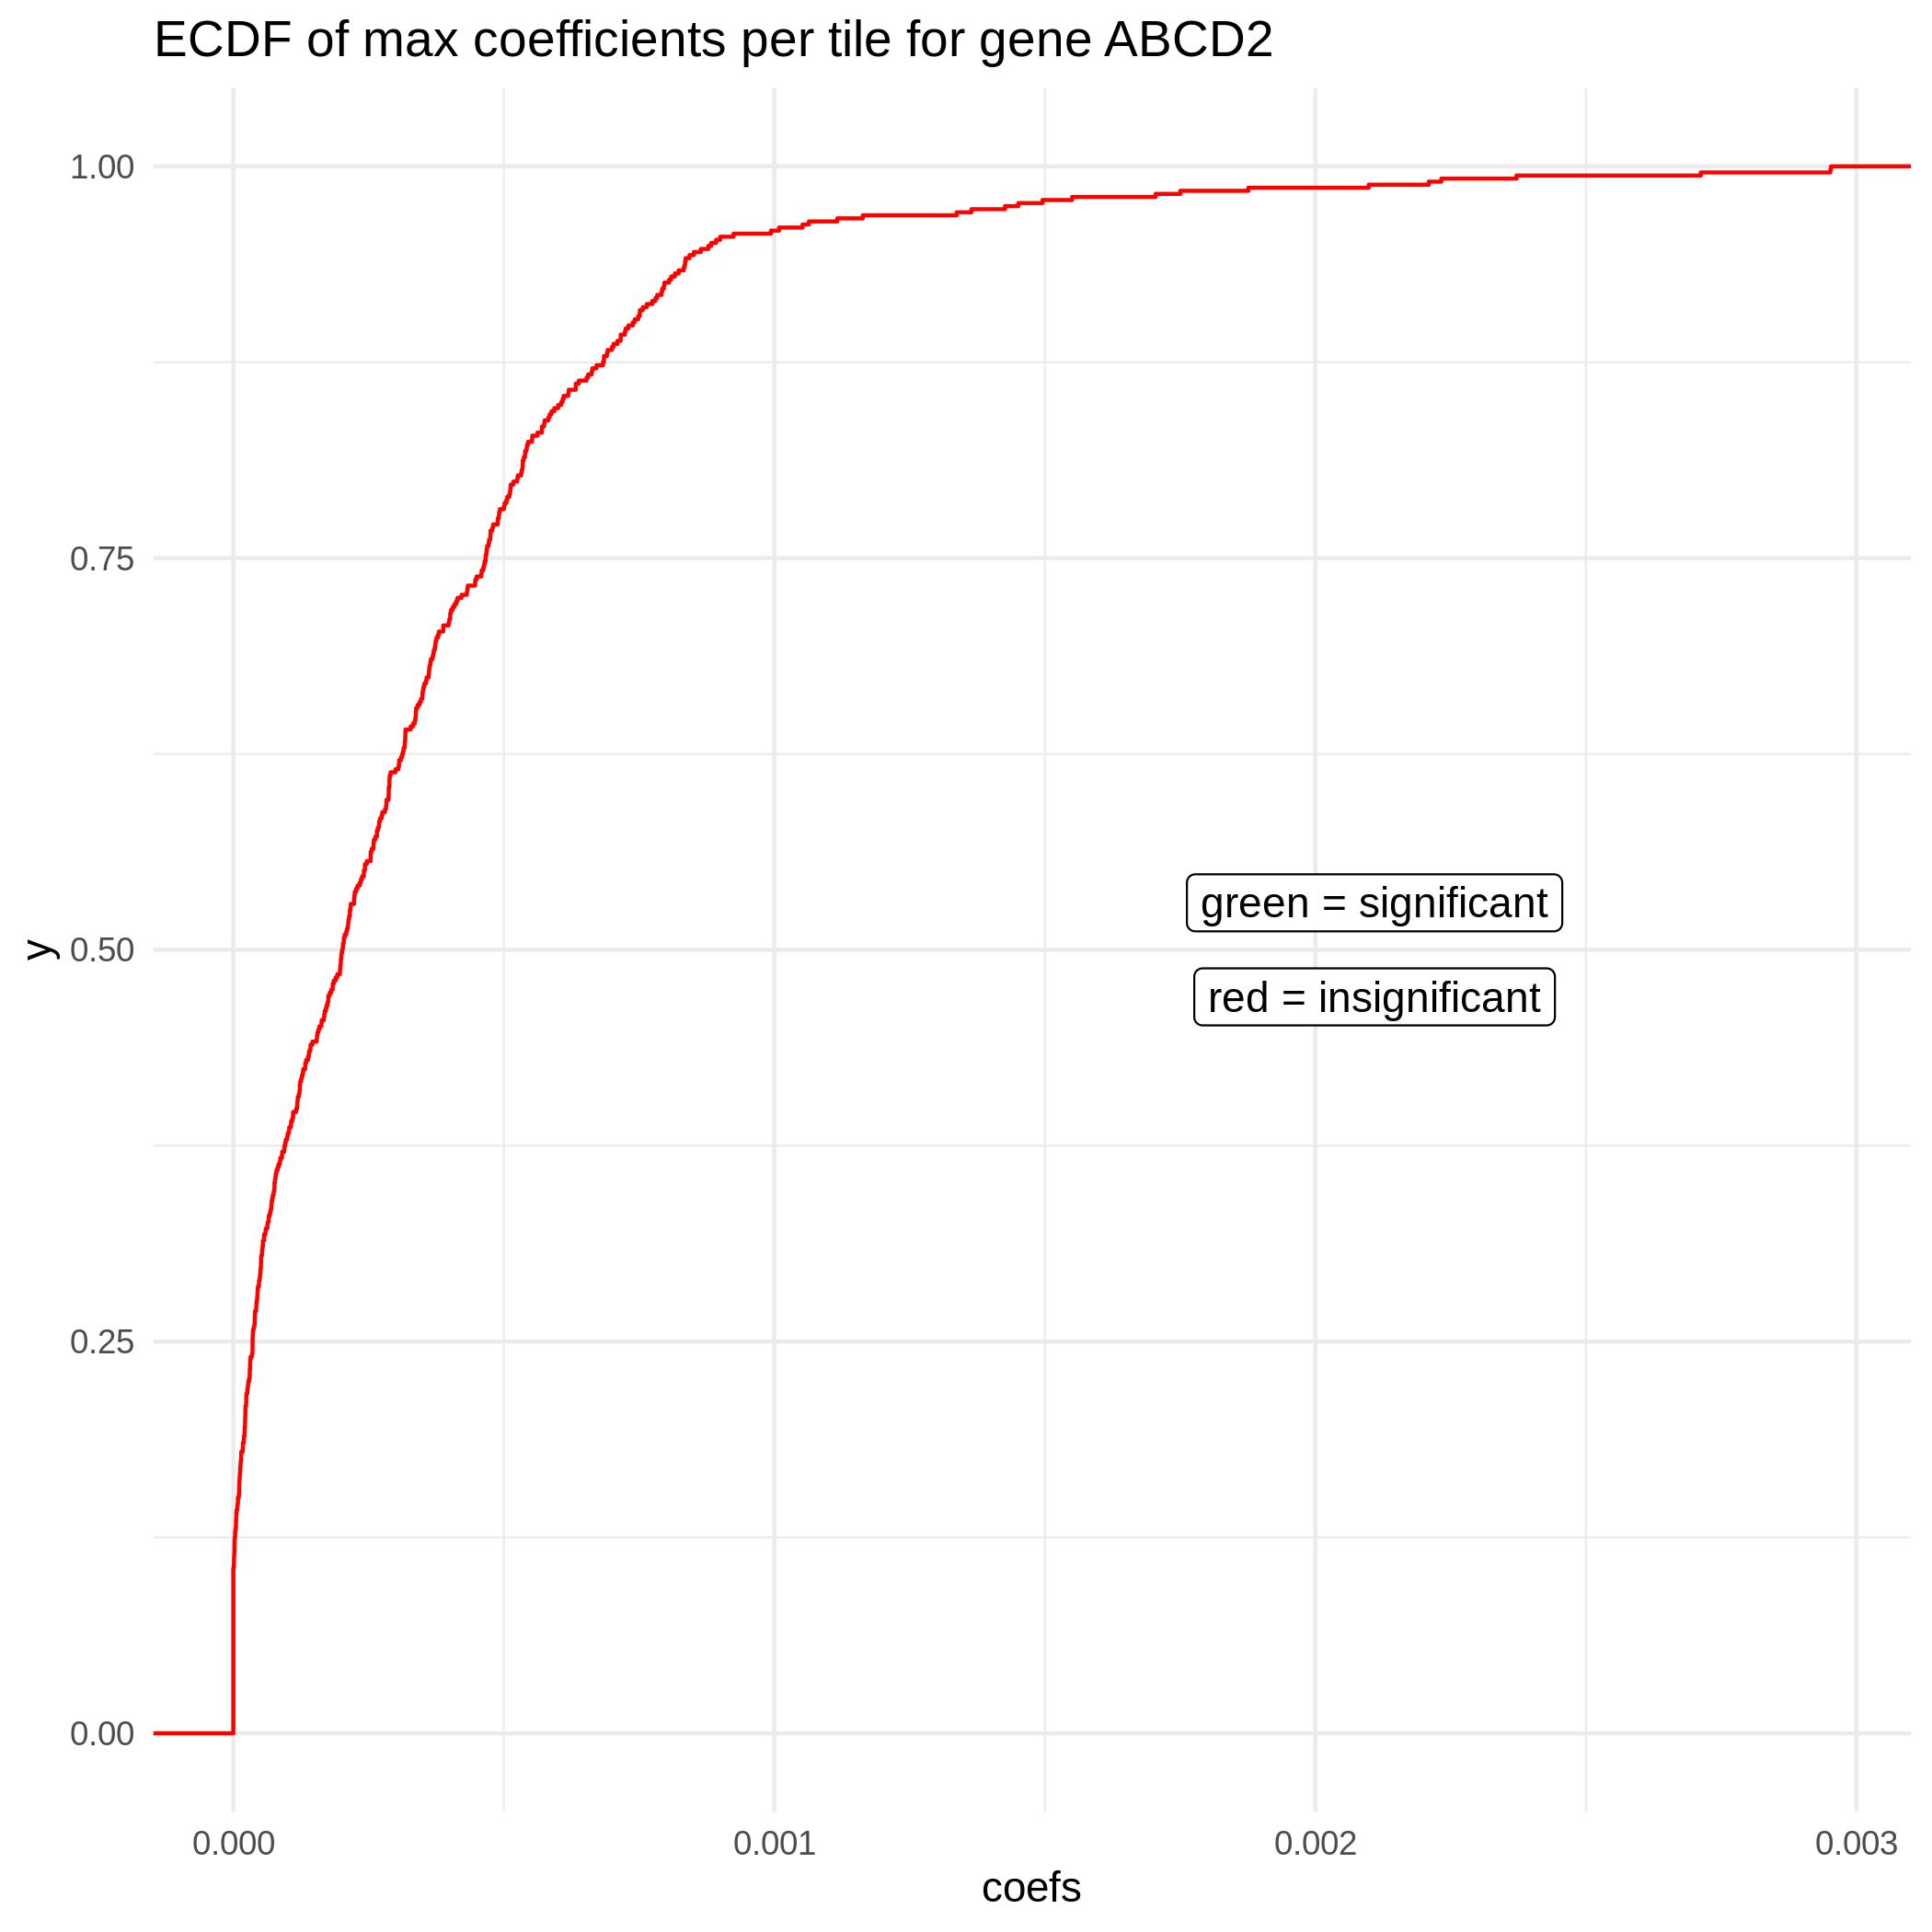 ECDF of max coefficients per tile for gene ABCD2
1.00
0.75
0.50
0.25
0.00
y
green = significant
red = insignificant
0.000 0.001 0.002 0.003
coefs